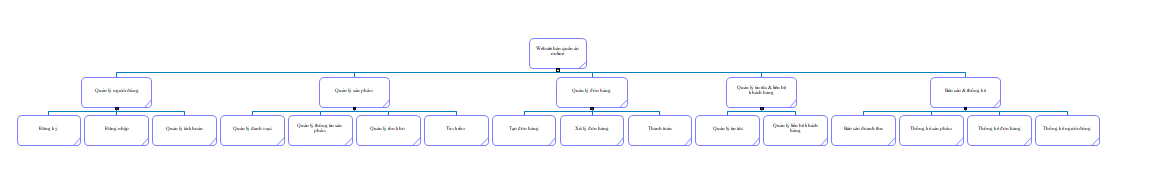 Website bán quần áo
online
Quản lý người dùng
Quản lý sản phẩm
Quản lý đơn hàng
Quản lý tin tức & liên hệ
khách hàng
Báo cáo & thống kê
Đăng ký
Đăng nhập
Quản lý tài khoản
Quản lý danh mục
Quản lý thông tin sản
phẩm
Quản lý tồn kho
Tìm kiếm
Tạo đơn hàng
Xử lý đơn hàng
Thanh toán
Quản lý tin tức
Quản lý liên hệ khách
hàng
Báo cáo doanh thu
Thống kê sản phẩm
Thống kê đơn hàng
Thống kê người dùng